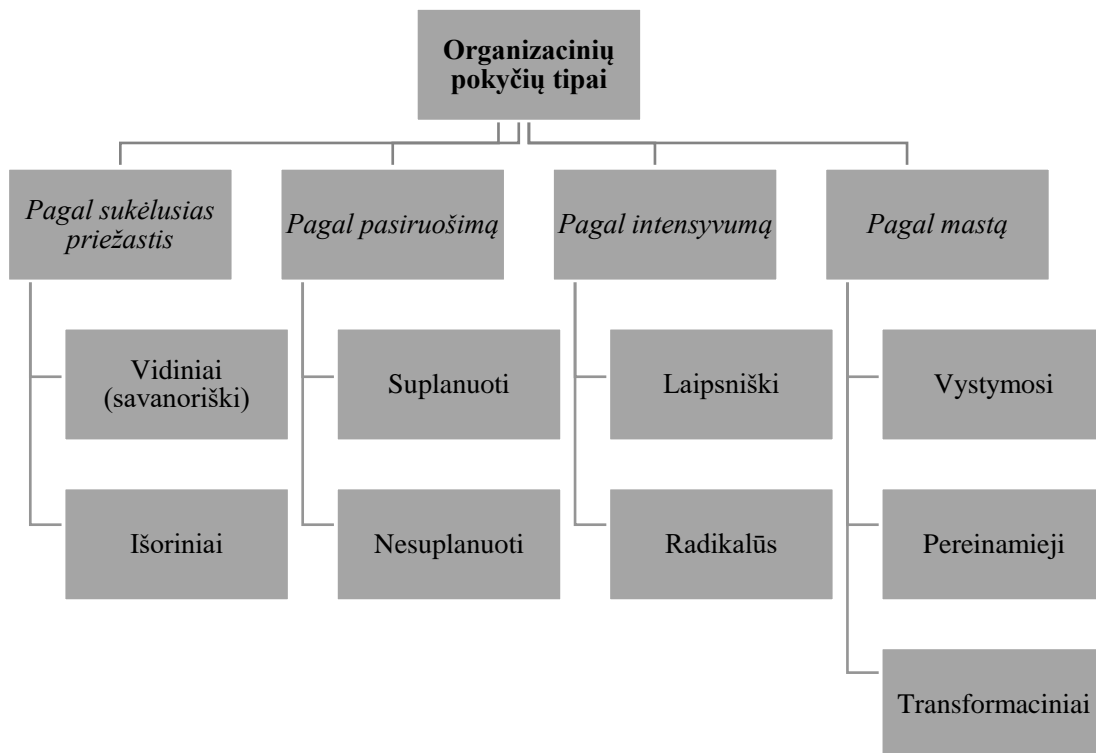 Organizacinių
pokyčių tipai
Pagal sukėlusias
priežastis
Pagal pasiruošimą
Pagal intensyvumą
Pagal mastą
Vidiniai
(savanoriški)
Suplanuoti
Laipsniški
Vystymosi
Išoriniai
Nesuplanuoti
Radikalūs
Pereinamieji
Transformaciniai